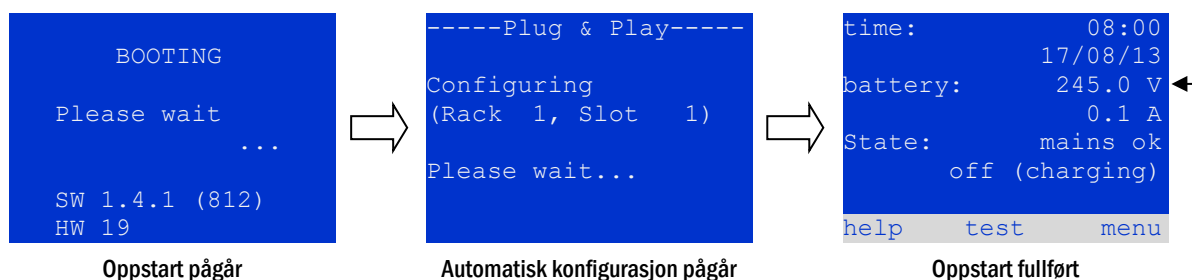 BOOTING
Please wait
...
SW 1.4.1 (812)
HW 19
Oppstart pågår
-----Plug & Play-----
Configuring
(Rack 1, Slot 1)
Please wait...
Automatisk konfigurasjon pågår
time: 08:00
17/08/13
battery: 245.0 V
0.1 A
State: mains ok
off (charging)
help test menu
Oppstart fullført